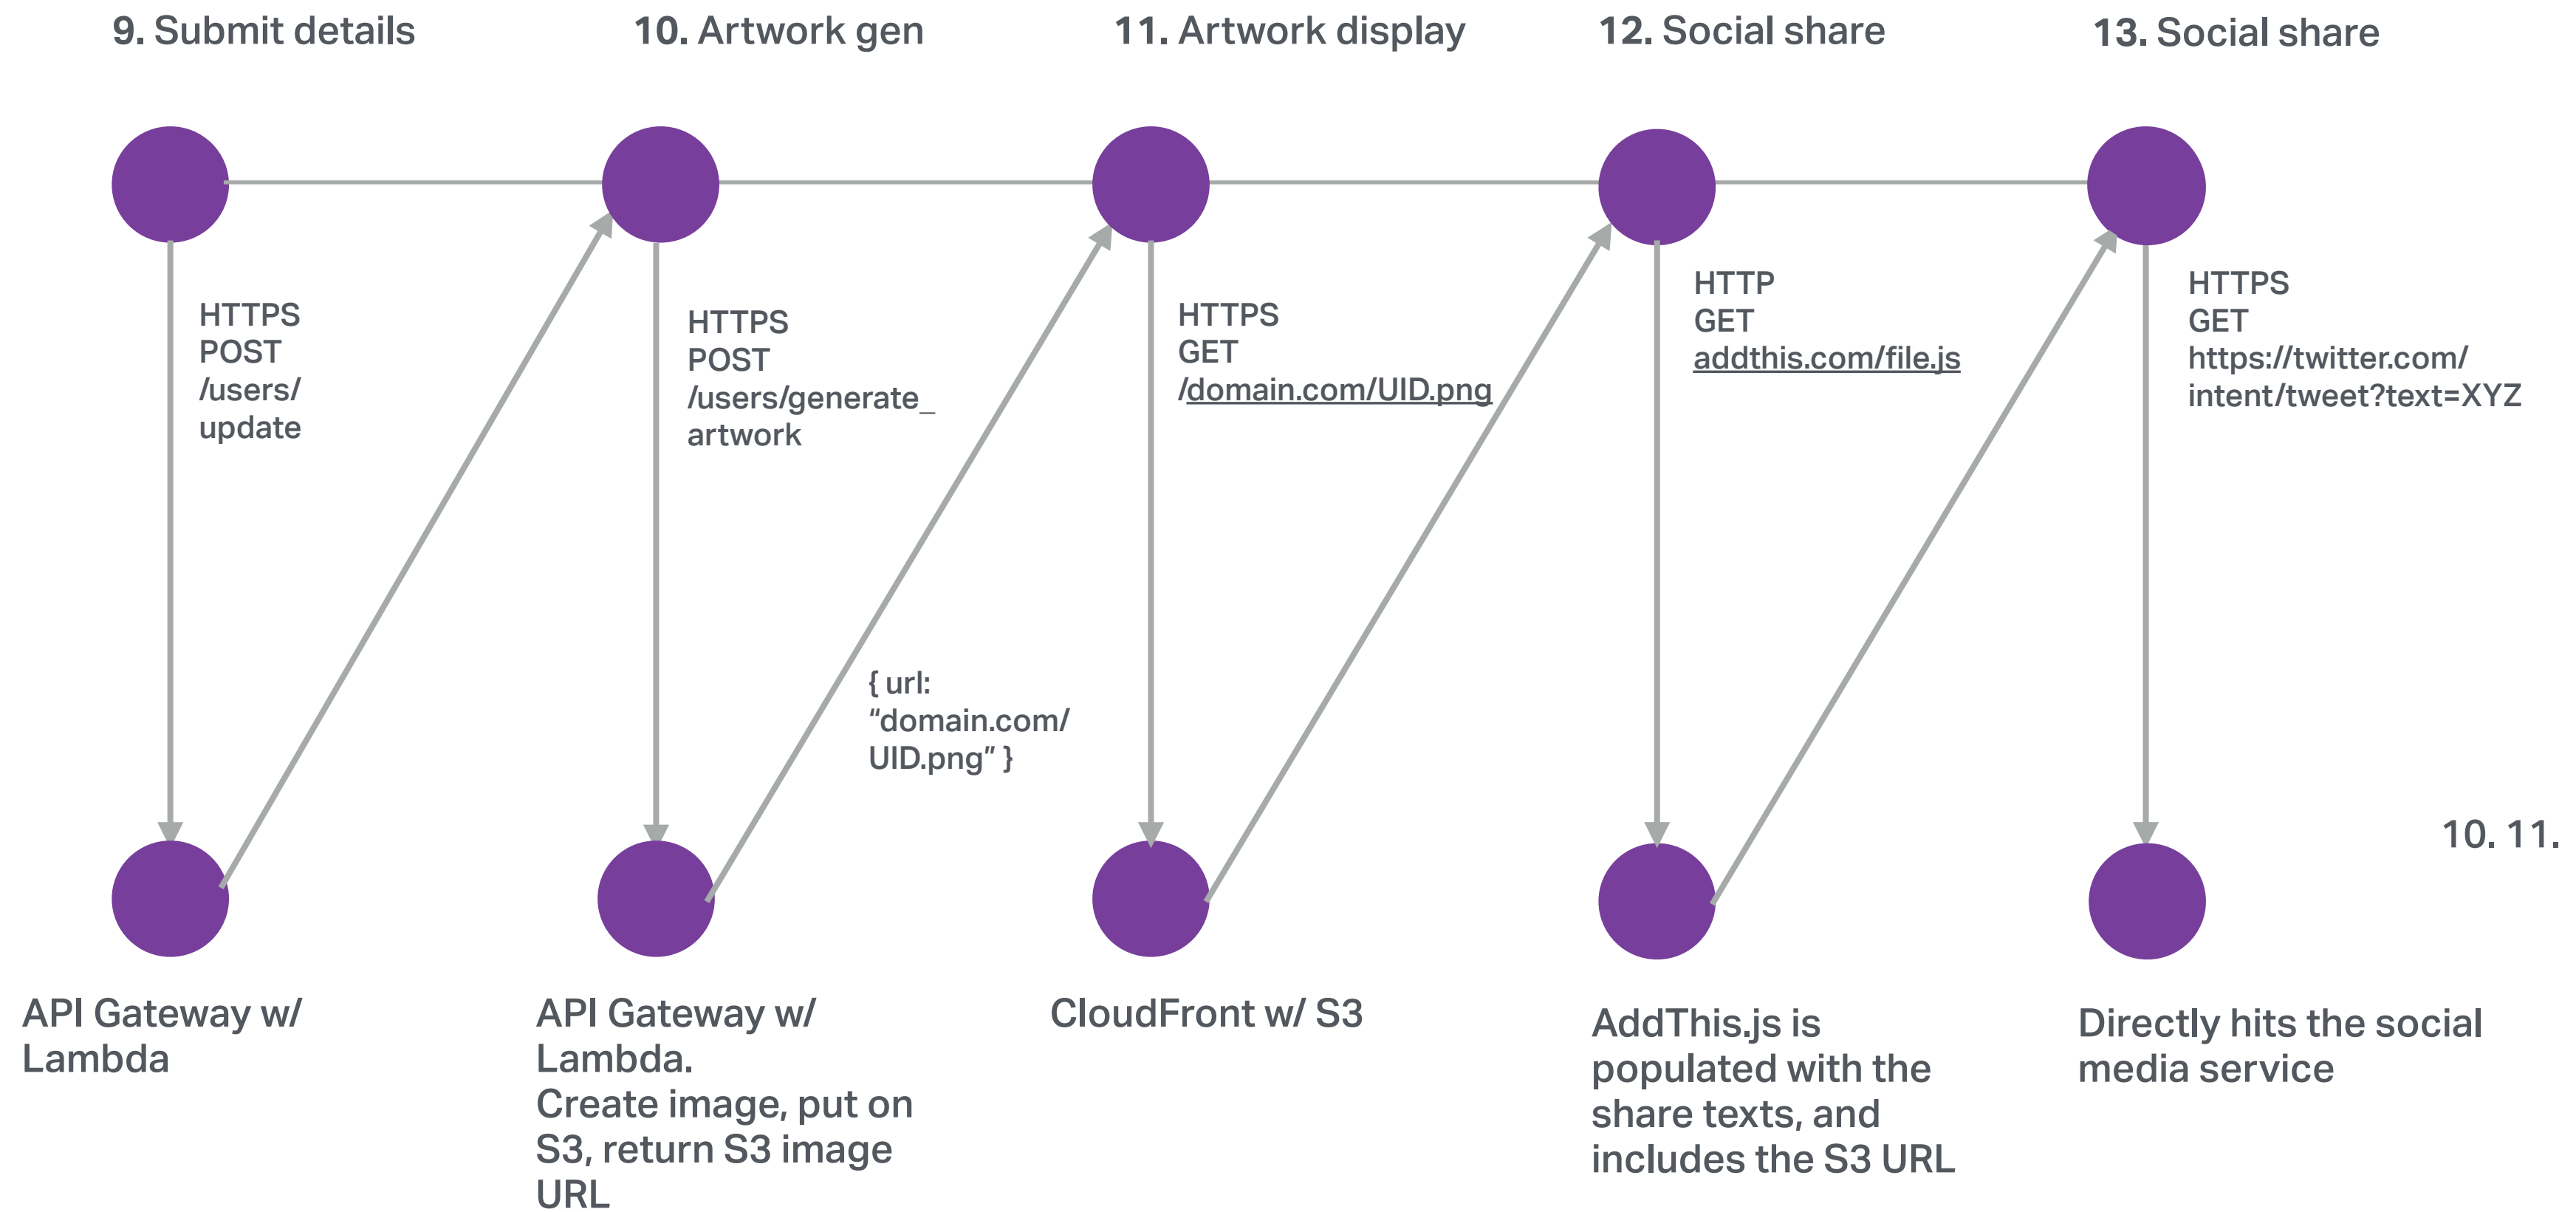 9. Submit details
10. Artwork gen
11. Artwork display
12. Social share
13. Social share
HTTPS
POST
/users/
update
HTTPS
POST
/users/generate_
artwork
HTTPS
GET
/domain.com/UID.png
HTTP
GET
addthis.com/file.js
HTTPS
GET
https://twitter.com/
intent/tweet?text=XYZ
{ url:
“domain.com/
UID.png” }
10. 11.
API Gateway w/
Lambda
API Gateway w/
Lambda.
Create image, put on
S3, return S3 image
URL
CloudFront w/ S3
AddThis.js is
populated with the
share texts, and
includes the S3 URL
Directly hits the social
media service